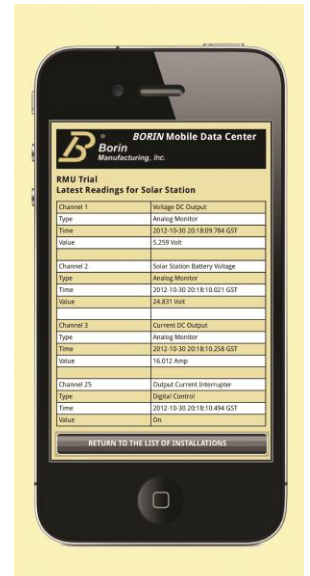 B
BORIN Mobile Data Center
Borin
Manufacturing, Inc.
RMU Trial
Latest Readings for Solar Station
Channel 1 Voltage DC Output
Type Analog Monitor
Time 2012-10-30 20:18:09.784 GST
Value 5.259 Volt
Channel 2 Solar Station Battery Voltage
Type Analog Monitor
Time 2012-10-30 20:18:10.021 GST
Value 24.831 Volt
Channel 3 Current DC Output
Type Analog Monitor
Time 2012-10-30 20:18:10.258 GST
Value 16.012 Amp
Channel 25 Output Current Interrupter
Type Digital Control
Time 2012-10-30 20:18:10.494 GST
Value On
RETURN TO THE LIST OF INSTALLATIONS